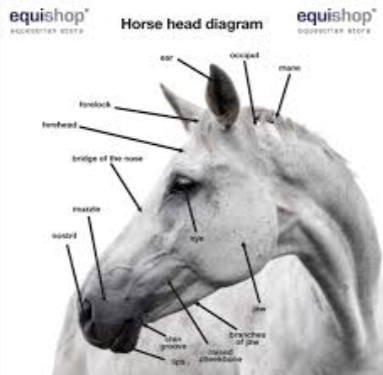 equishop
equestrian store
Horse head diagram
equishop
equestrian store
ear
occiput
mane
forelock
forehead
bridge of the nose
muzzle
nostril
eye
jaw
chin
groove
lips
raised
cheekbone
branches
of jaw